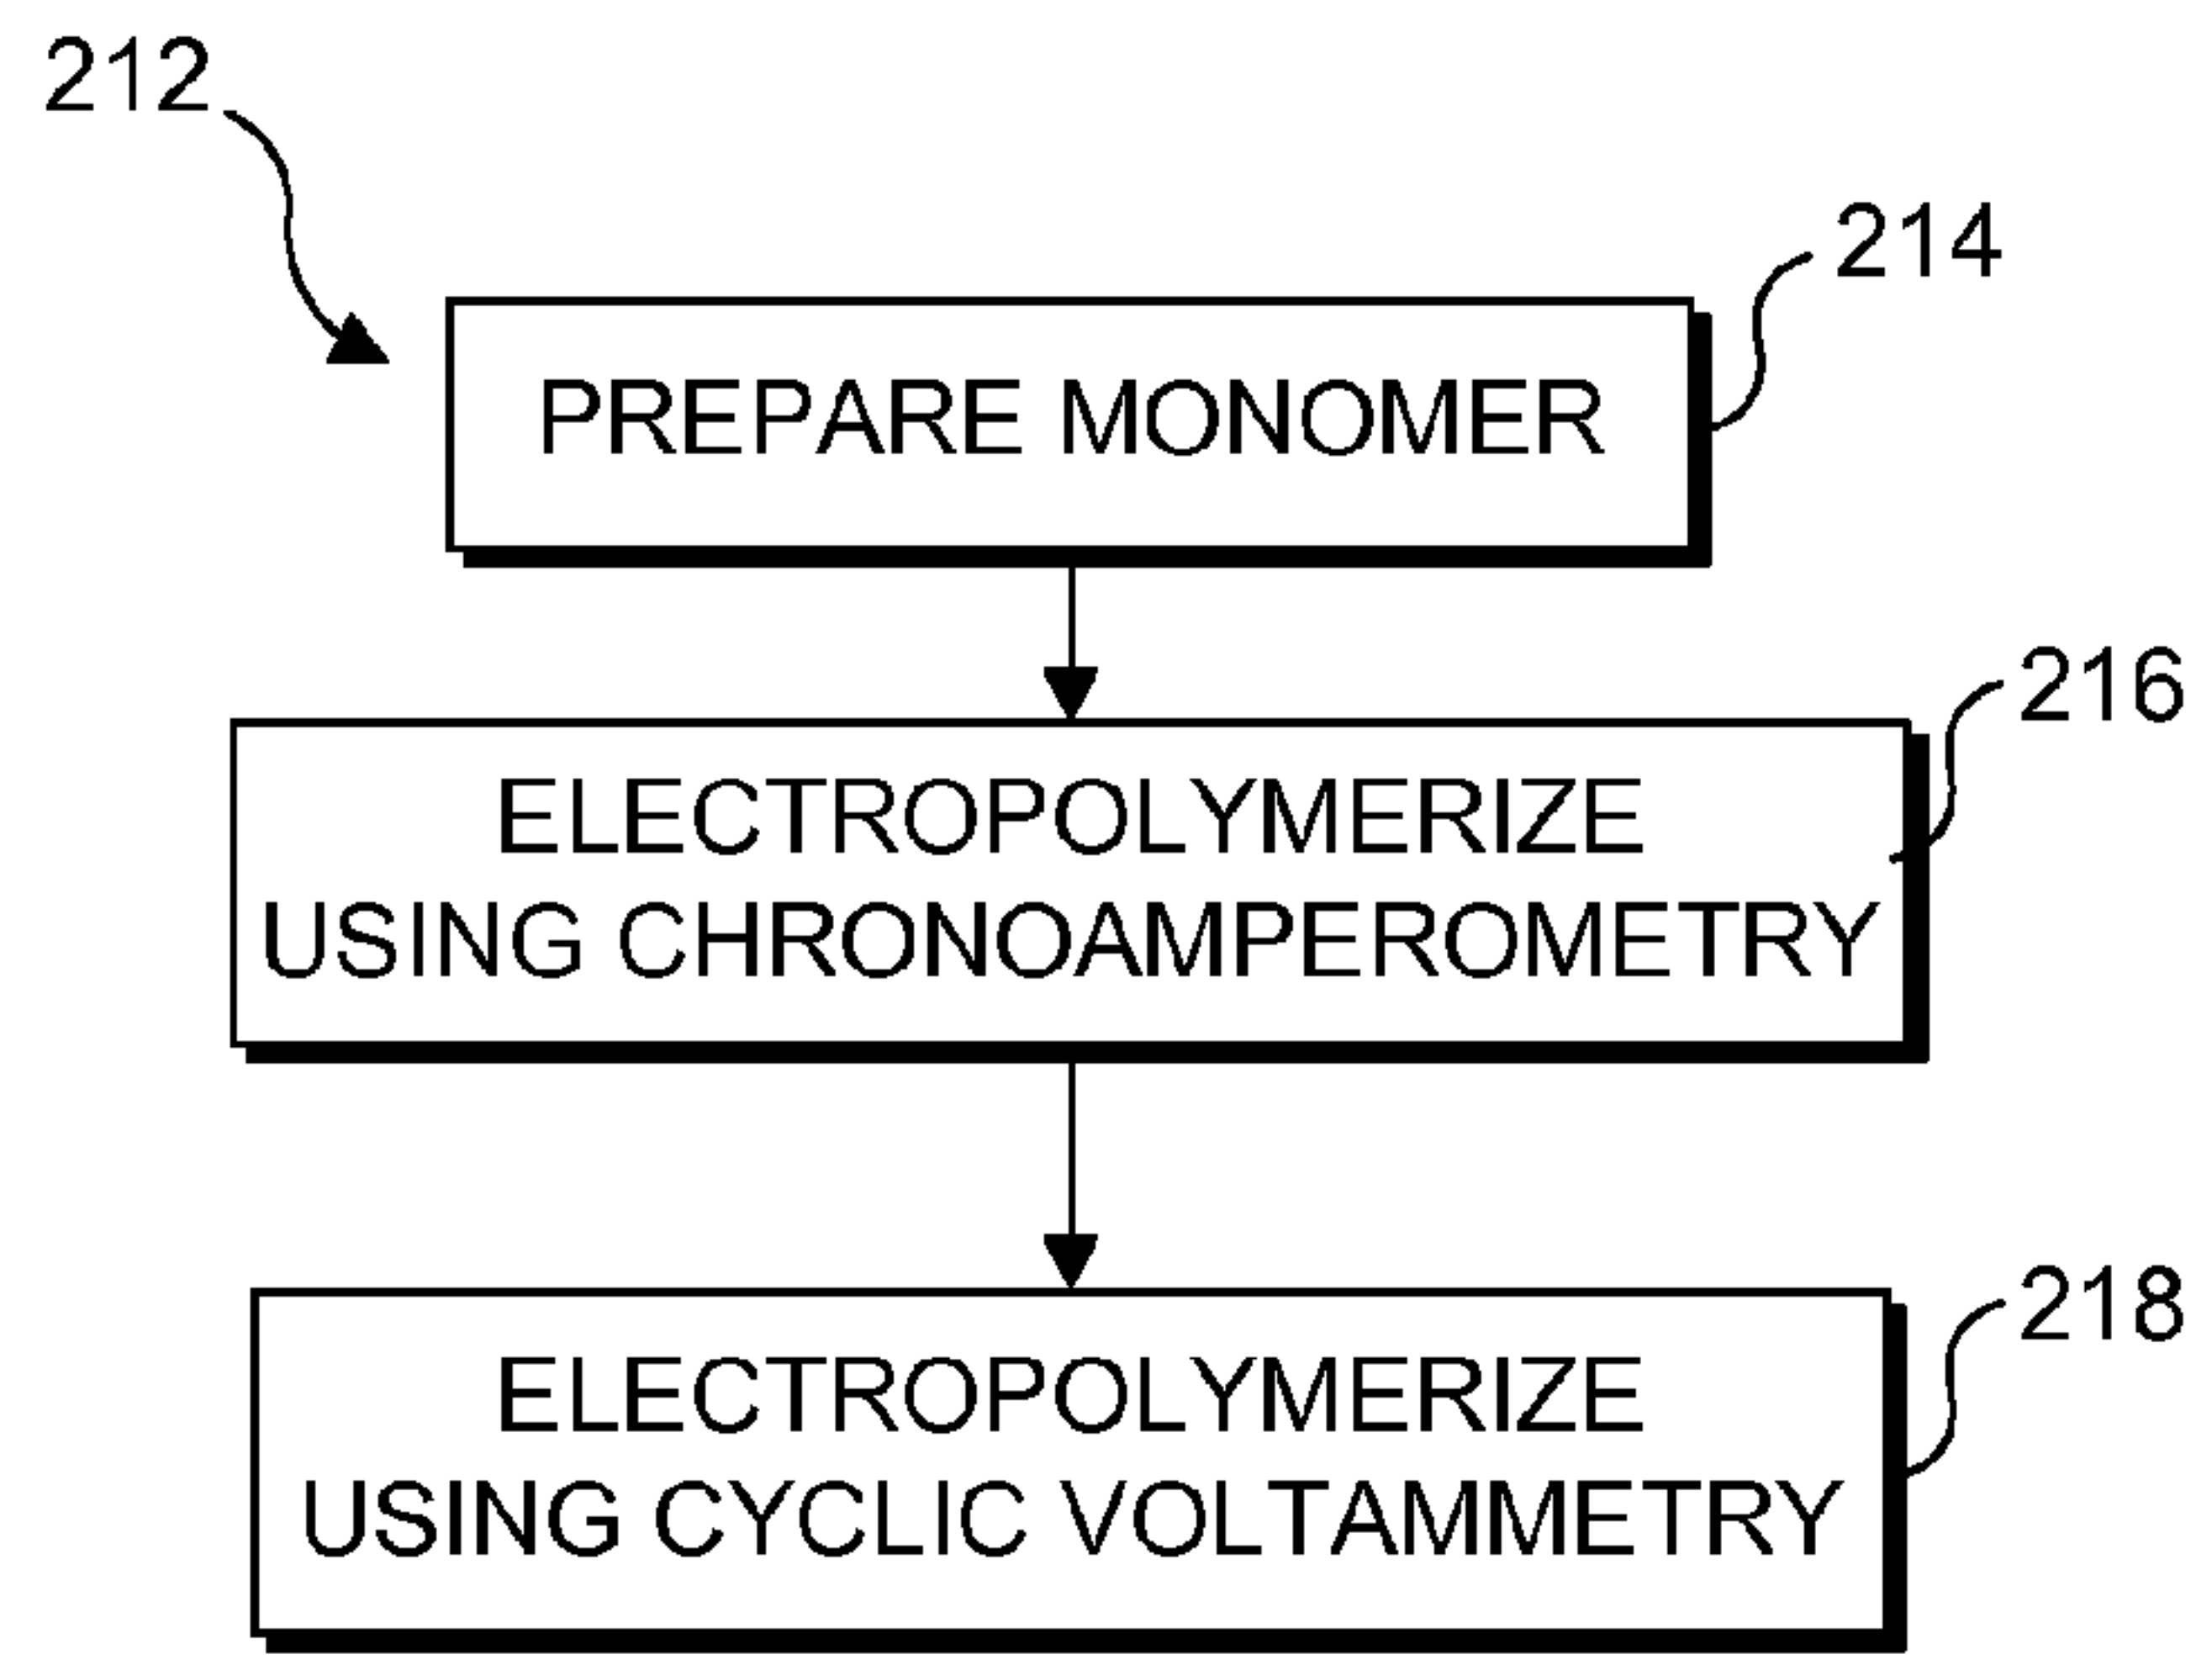 212
214
PREPARE MONOMER
216
ELECTROPOLYMERIZE
USING CHRONOAMPEROMETRY
218
ELECTROPOLYMERIZE
USING CYCLIC VOLTAMMETRY